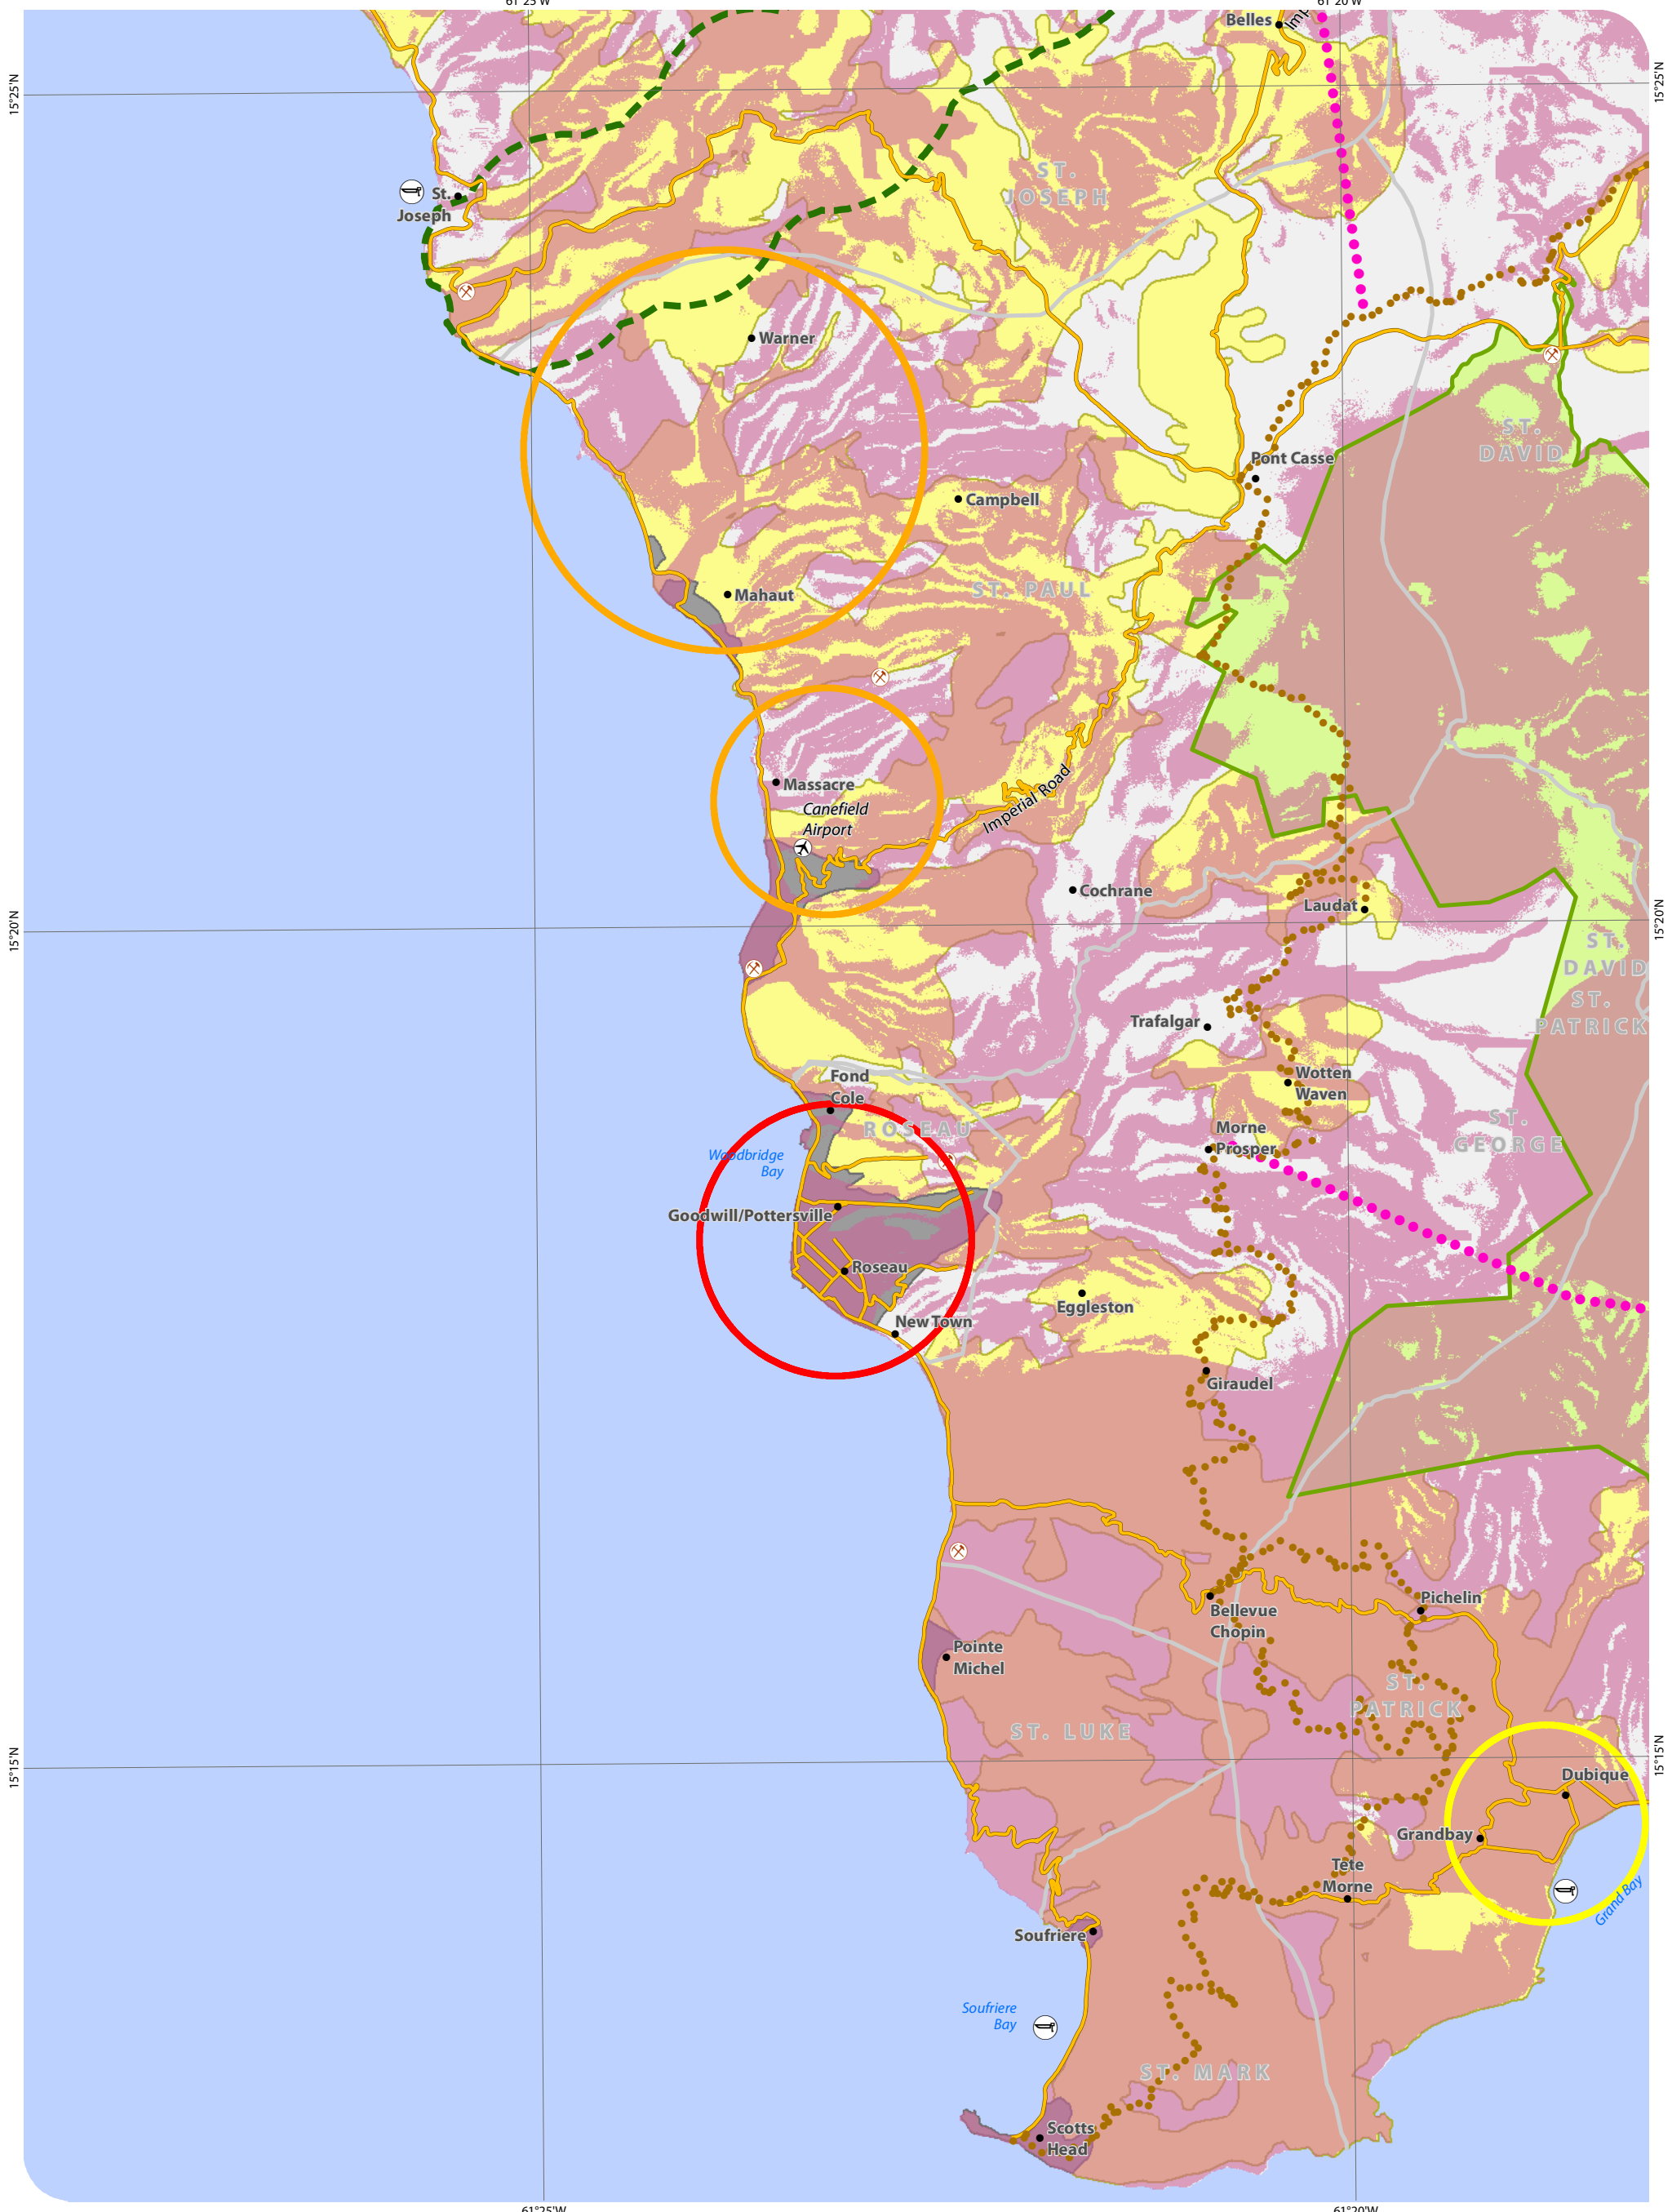 61°25'W
61°20'W
Belles
Imp
15°25'N
15°25'N
ST.
JOSEPH
St.
Joseph
Warner
ST.
DAVID
Pont Casse
Campbell
ST. PAUL
Mahaut
Massacre
Canefield
Airport
Imperial Road
Cochrane
Laudat
15°20'N
15°20'N
ST.
DAVID
ST.
PATRICK
Trafalgar
Fond
Cole
Wotten
Waven
ROSEAU
ST.
GEORGE
Morne
Prosper
Woodbridge
Bay
Goodwill/Pottersville
Roseau
Eggleston
New Town
Giraudel
Pichelin
Bellevue
Chopin
Pointe
Michel
ST.
PATRICK
ST. LUKE
15°15'N
15°15'N
Dubique
Grandbay
Tete
Morne
Grand Bay
Soufriere
Soufriere
Bay
ST. MARK
Scotts
Head
61°25'W
61°20'W